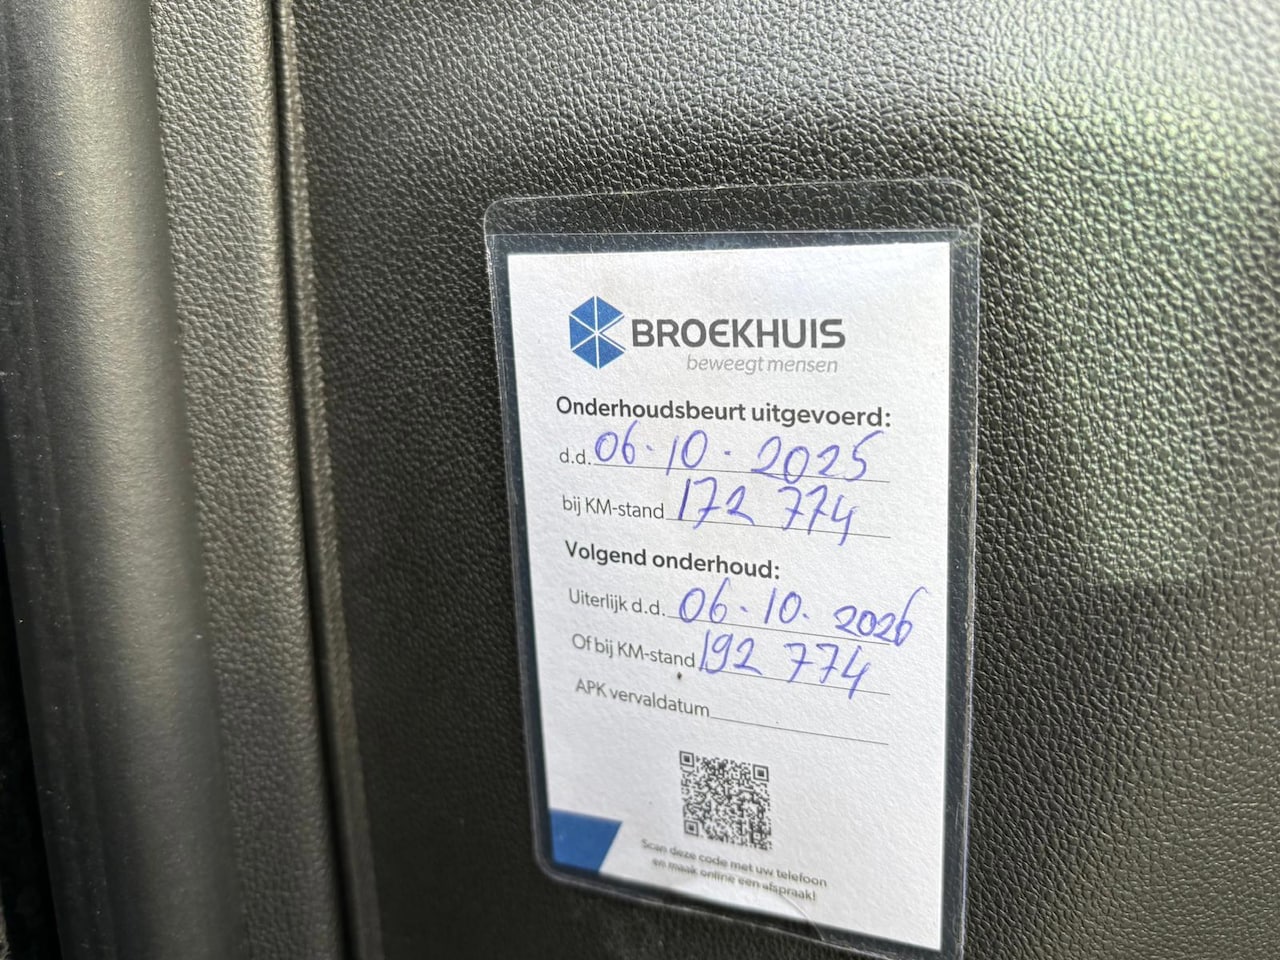 BROEKHUIS
beweegt mensen
Onderhoudsbeurt uitgevoerd:
d.d. 06-10-2025
bij KM-stand 172 774
Volgend onderhoud:
Uiterlijk d.d. 06-10-2026
Of bij KM-stand 192 774
APK vervaldatum
Scan deze code met uw telefoon
en maak online een afspraak!